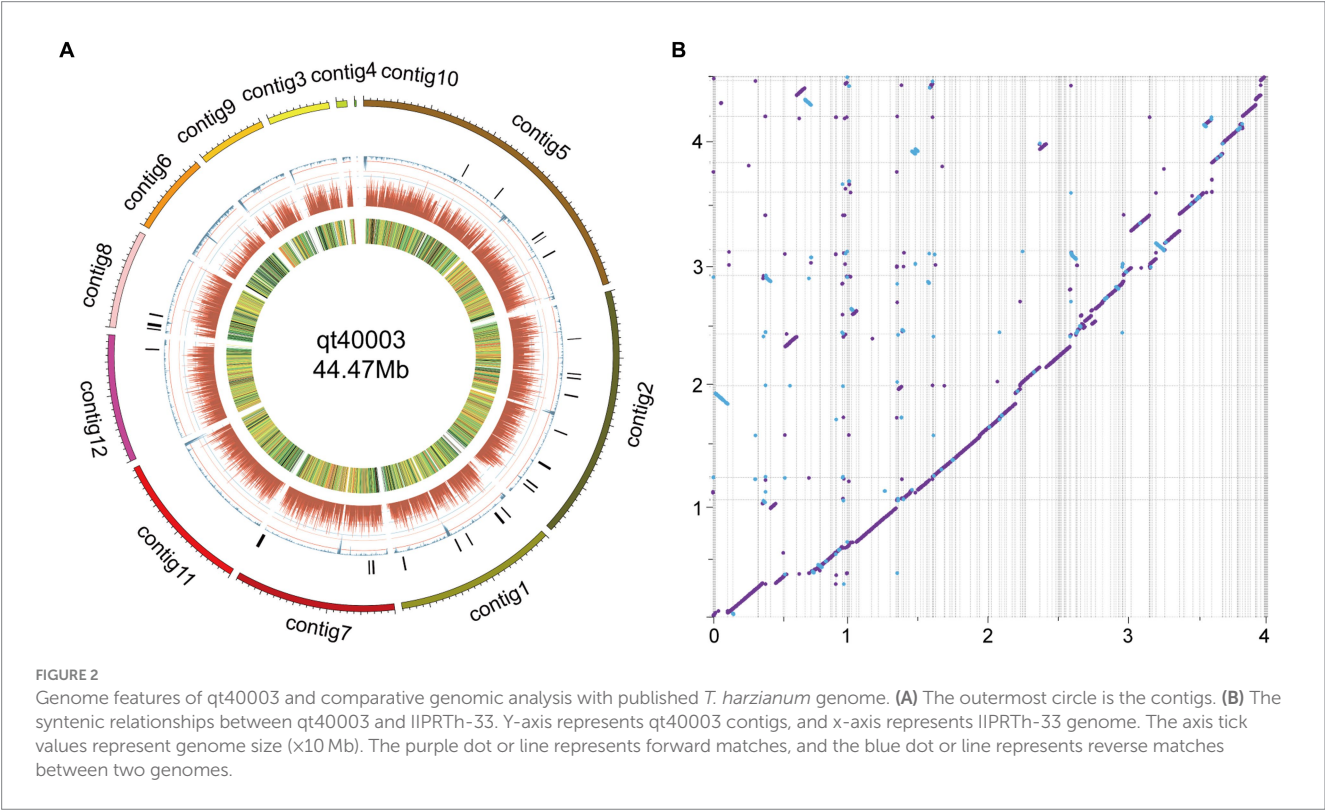 A
B
contig10
contig4
contig3
contig9
contig6
contig8
contig12
contig11
contig7
contig1
contig2
contig5
qt40003
44.47Mb
4
3
2
1
0
1
2
3
4
FIGURE 2
Genome features of qt40003 and comparative genomic analysis with published T. harzianum genome. (A) The outermost circle is the contigs. (B) The
syntenic relationships between qt40003 and IIPRTh-33. Y-axis represents qt40003 contigs, and x-axis represents IIPRTh-33 genome. The axis tick
values represent genome size (×10 Mb). The purple dot or line represents forward matches, and the blue dot or line represents reverse matches
between two genomes.